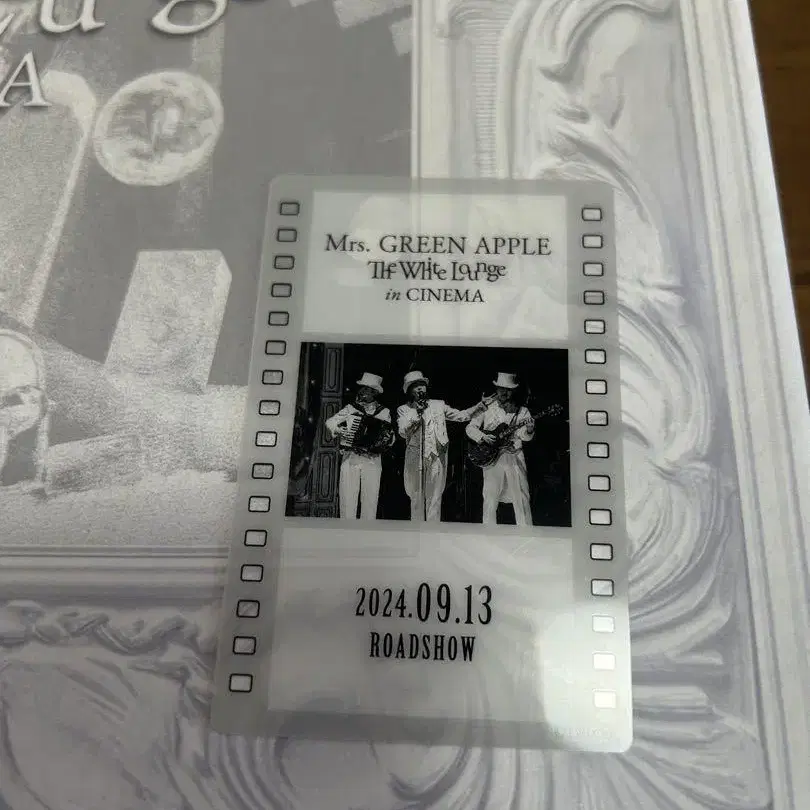 A
Mrs. GREEN APPLE
The White Lounge
in CINEMA
2024.09.13
ROADSHOW